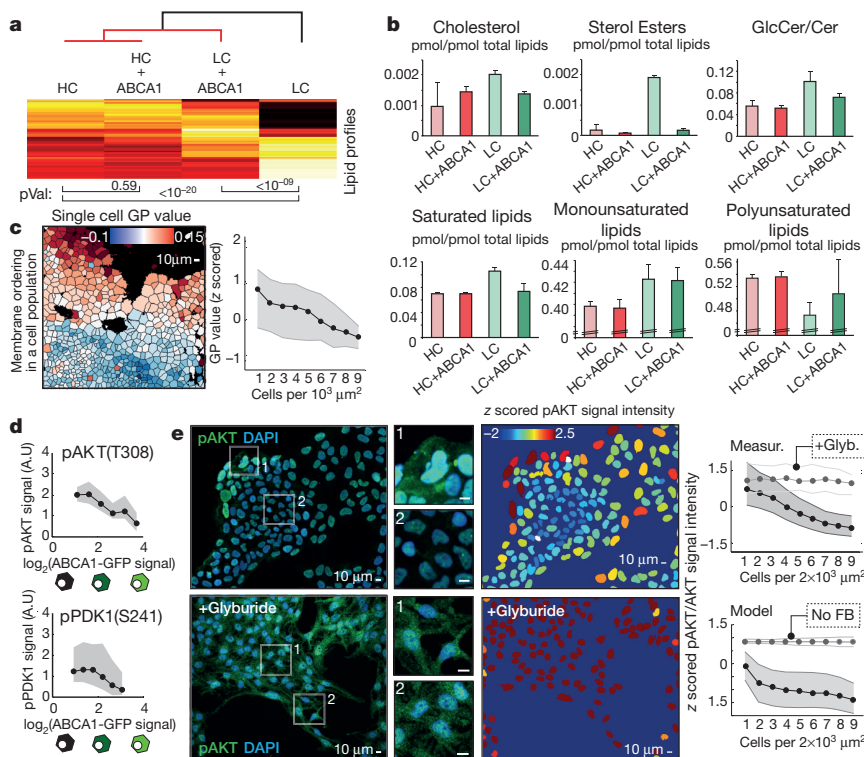 a
HC
HC
+
ABCA1
LC
+
ABCA1
LC
Lipid profiles
pVal:
0.59
<10⁻²⁰
<10⁻⁰⁹
b
Cholesterol
pmol/pmol total lipids
0.002
0.001
0
HC
HC+ABCA1
LC
LC+ABCA1
Sterol Esters
pmol/pmol total lipids
0.002
0.001
0
HC
HC+ABCA1
LC
LC+ABCA1
GlcCer/Cer
0.12
0.08
0.04
0
HC
HC+ABCA1
LC
LC+ABCA1
Saturated lipids
pmol/pmol total lipids
0.12
0.08
0.04
0
HC
HC+ABCA1
LC
LC+ABCA1
Monounsaturated
lipids
pmol/pmol total lipids
0.44
0.40
0
HC
HC+ABCA1
LC
LC+ABCA1
Polyunsaturated
lipids
pmol/pmol total lipids
0.56
0.52
0.48
0
HC
HC+ABCA1
LC
LC+ABCA1
c
Single cell GP value
-0.1
0.15
10μm
Membrane ordering
in a cell population
GP value (z scored)
2
1
0
−1
1 2 3 4 5 6 7 8 9
Cells per 10³ μm²
d
pAKT(T308)
pAKT signal (A.U)
4
3
2
1
0
0 2 4
log₂(ABCA1-GFP signal)
pPDK1(S241)
pPDK1 signal (A.U)
4
3
2
1
0
0 2 4
log₂(ABCA1-GFP signal)
e
pAKT DAPI
1
2
10 μm
1
2
z scored pAKT signal intensity
−2
2.5
10 μm
+Glyburide
1
2
pAKT DAPI
10 μm
1
2
+Glyburide
10 μm
z scored pAKT/AKT signal intensity
Measur.
+Glyb.
1.5
0
−1.5
1 2 3 4 5 6 7 8 9
Cells per 2×10³ μm²
Model
No FB
1.5
0
1.5
1 2 3 4 5 6 7 8 9
Cells per 2×10³ μm²